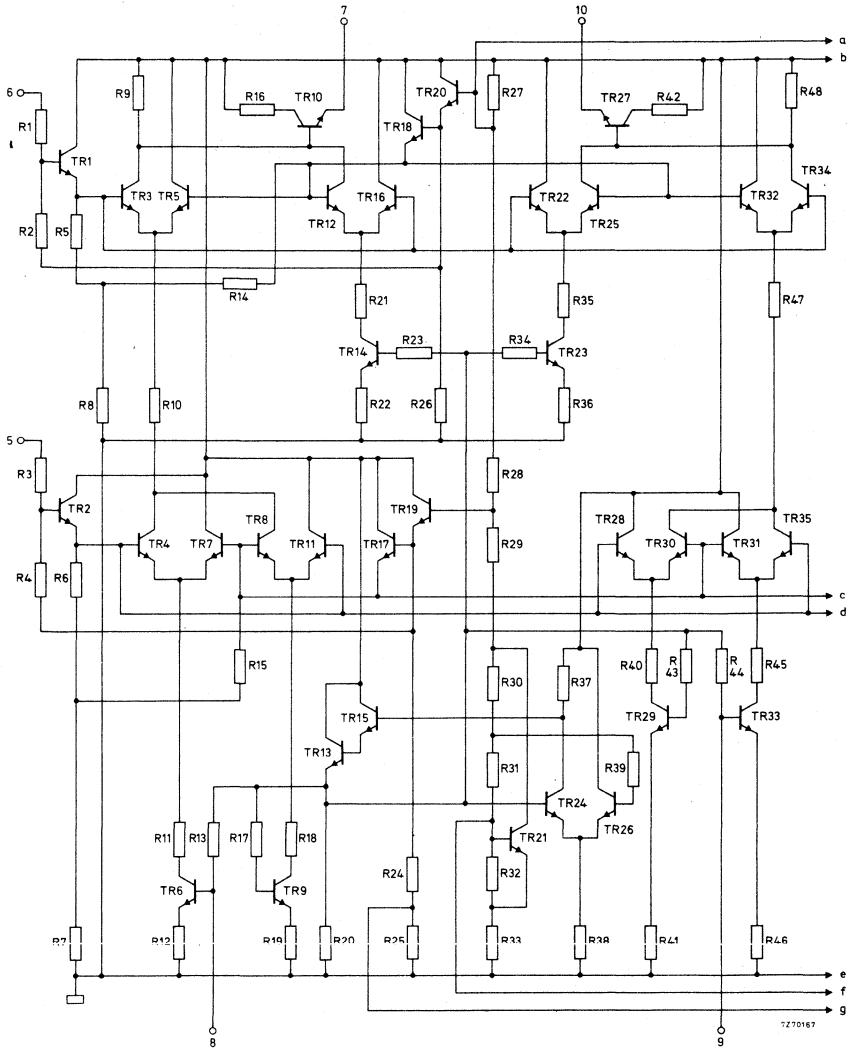 7 10
a
b
6 R9 R16 TR10 TR20 R27 TR27 R42 R48
R1 TR18
TR1
TR3 TR5 TR16 TR22 TR32 TR34
TR12 TR25
R2 R5
R14 R21 R35 R47
R23 R34
TR14 TR23
R8 R10 R22 R26 R36
5
R3 R28
TR2 TR8 TR19 TR28 TR35
TR4 TR7 TR11 TR17 R29 TR30 TR31
R4 R6
c
d
R15 R30 R37 R40 R43 R44 R45
TR15 TR29 TR33
TR13
R31 R39
TR24
R11 R13 R17 R18 TR21 TR26
R24 R32
TR6 TR9
R7 R12 R19 R20 R25 R33 R38 R41 R46
e
f
g
7Z70167
8 9